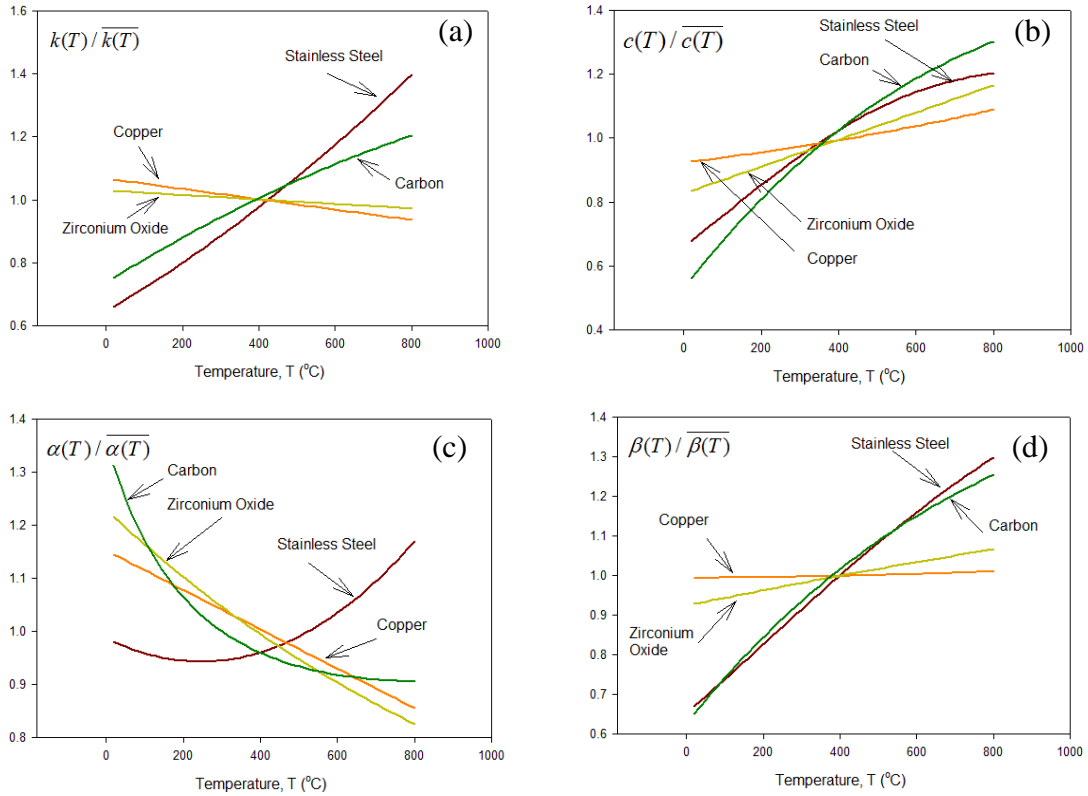 k(T) / k(T)
(a)
Stainless Steel
Copper
Carbon
Zirconium Oxide
1.6
1.4
1.2
1.0
0.8
0.6
0 200 400 600 800 1000
Temperature, T (⁰C)
c(T) / c(T)
(b)
Stainless Steel
Carbon
Zirconium Oxide
Copper
1.4
1.2
1.0
0.8
0.6
0.4
0 200 400 600 800 1000
Temperature, T (⁰C)
α(T) / α(T)
(c)
Carbon
Zirconium Oxide
Stainless Steel
Copper
1.4
1.3
1.2
1.1
1.0
0.9
0.8
0 200 400 600 800 1000
Temperature, T (⁰C)
β(T) / β(T)
(d)
Stainless Steel
Copper
Carbon
Zirconium
Oxide
1.4
1.3
1.2
1.1
1.0
0.9
0.8
0.7
0.6
0 200 400 600 800 1000
Temperature, T (⁰C)